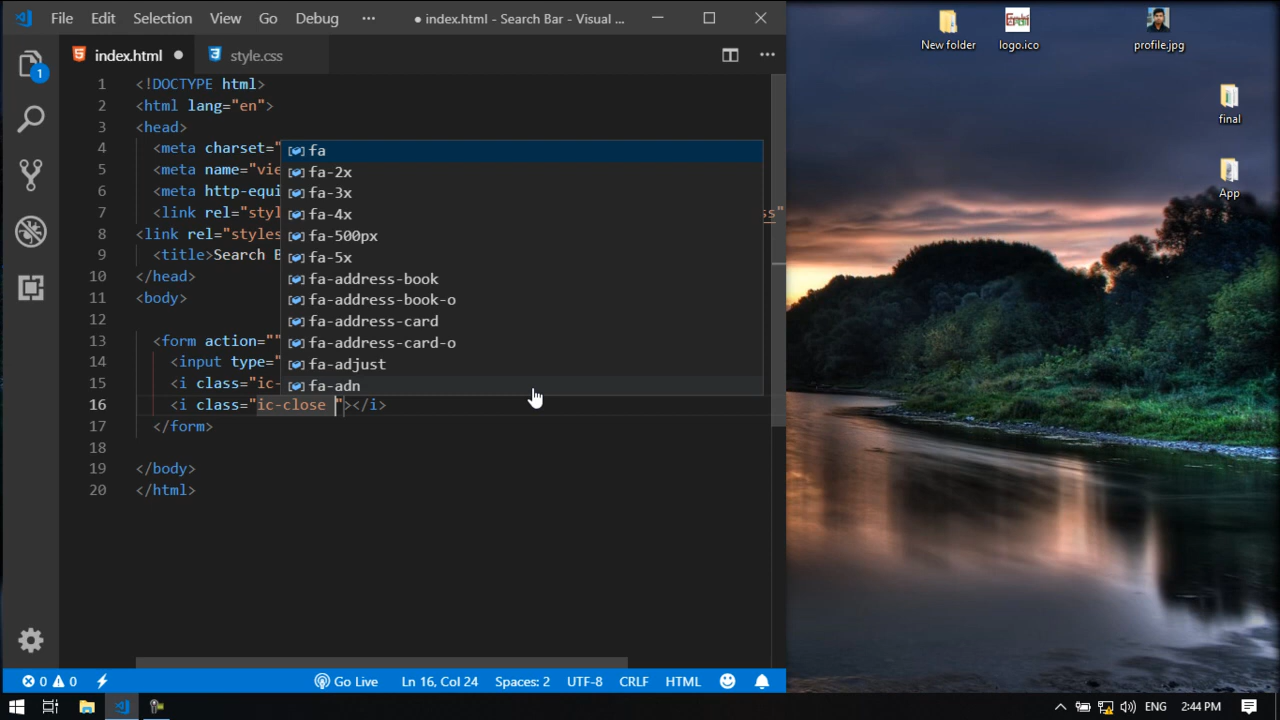 File Edit Selection View Go Debug ··· ● index.html - Search Bar - Visual ...
1
index.html ●
style.css
···
1 <!DOCTYPE html>
2 <html lang="en">
3 <head>
4 <meta charset="
5 <meta name="vie
6 <meta http-equi
7 <link rel="styl ss"
8 <link rel="styles
9 <title>Search B
10 </head>
11 <body>
12
13 <form action=""
14 <input type="
15 <i class="ic-
16 <i class="ic-close "></i>
17 </form>
18
19 </body>
20 </html>
fa
fa-2x
fa-3x
fa-4x
fa-500px
fa-5x
fa-address-book
fa-address-book-o
fa-address-card
fa-address-card-o
fa-adjust
fa-adn
0 0 Go Live Ln 16, Col 24 Spaces: 2 UTF-8 CRLF HTML
New folder
logo.ico
profile.jpg
final
App
ENG 2:44 PM